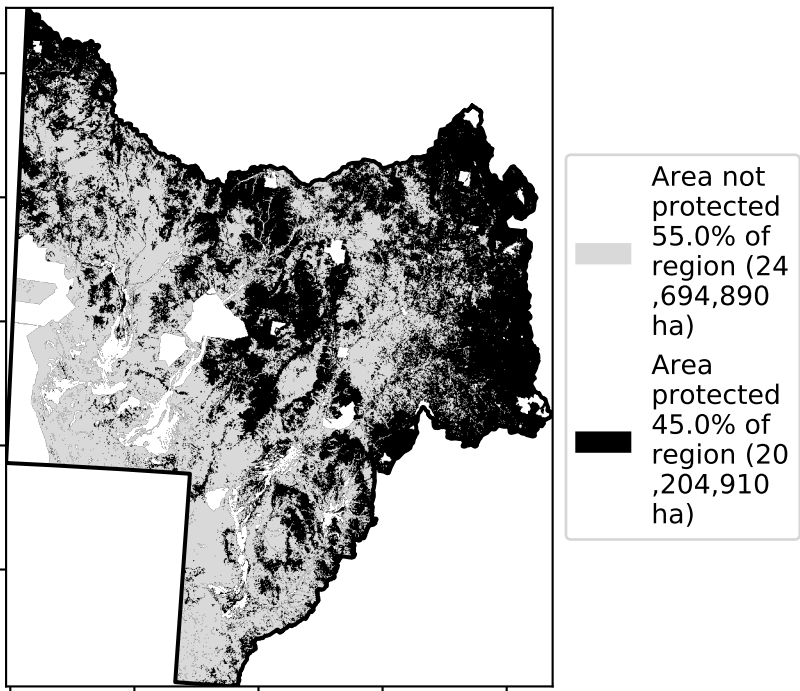 Area not
protected
55.0% of
region (24
,694,890
ha)
Area
protected
45.0% of
region (20
,204,910
ha)